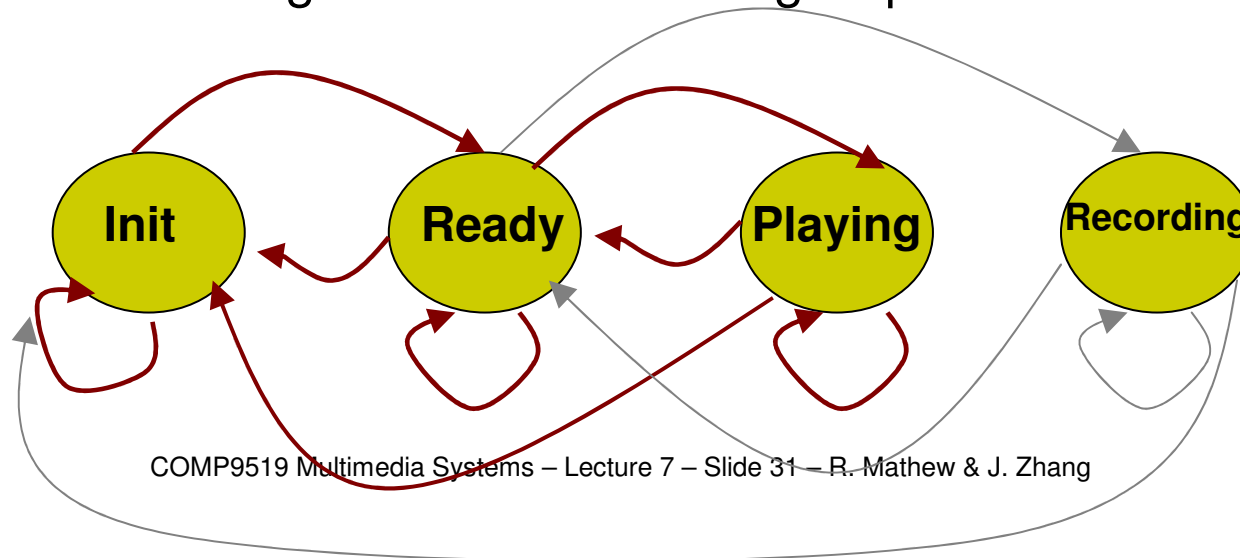 Init
Ready
Playing
Recording
COMP9519 Multimedia Systems – Lecture 7 – Slide 31 – R. Mathew & J. Zhang